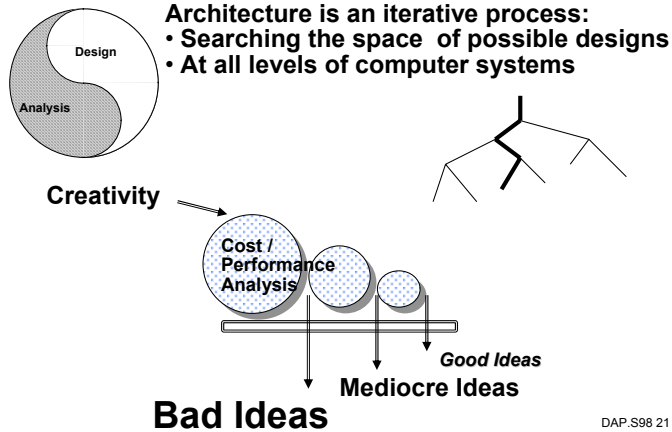 Architecture is an iterative process:
• Searching the space of possible designs
• At all levels of computer systems
Design
Analysis
Creativity
Cost /
Performance
Analysis
Good Ideas
Mediocre Ideas
Bad Ideas
DAP.S98 21